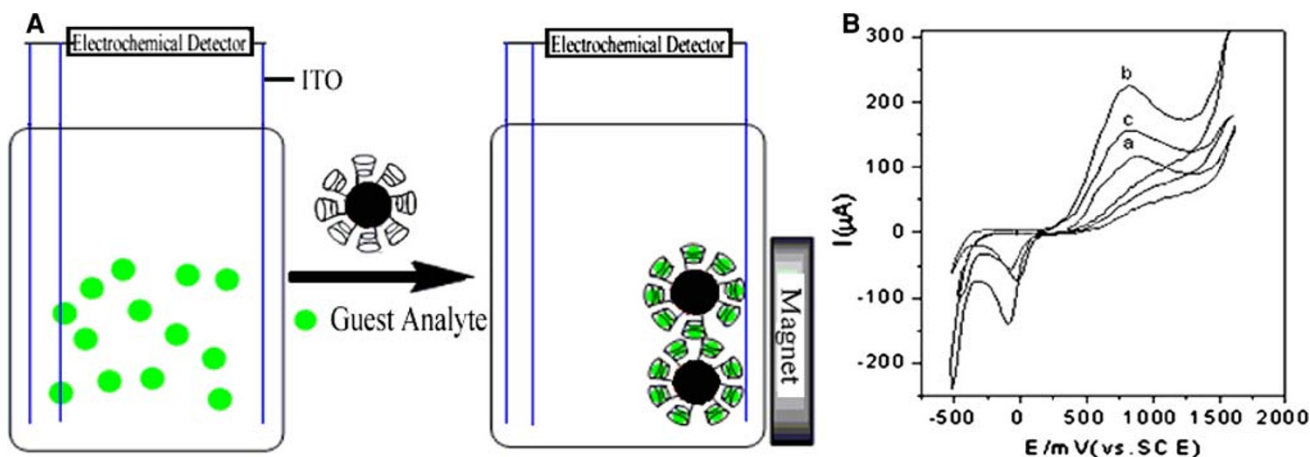 A
Electrochemical Detector
ITO
Guest Analyte
Electrochemical Detector
Magnet
B
300
200
100
0
-100
-200
I(μA)
b
c
a
-500 0 500 1000 1500 2000
E/mV(vs.SCE)